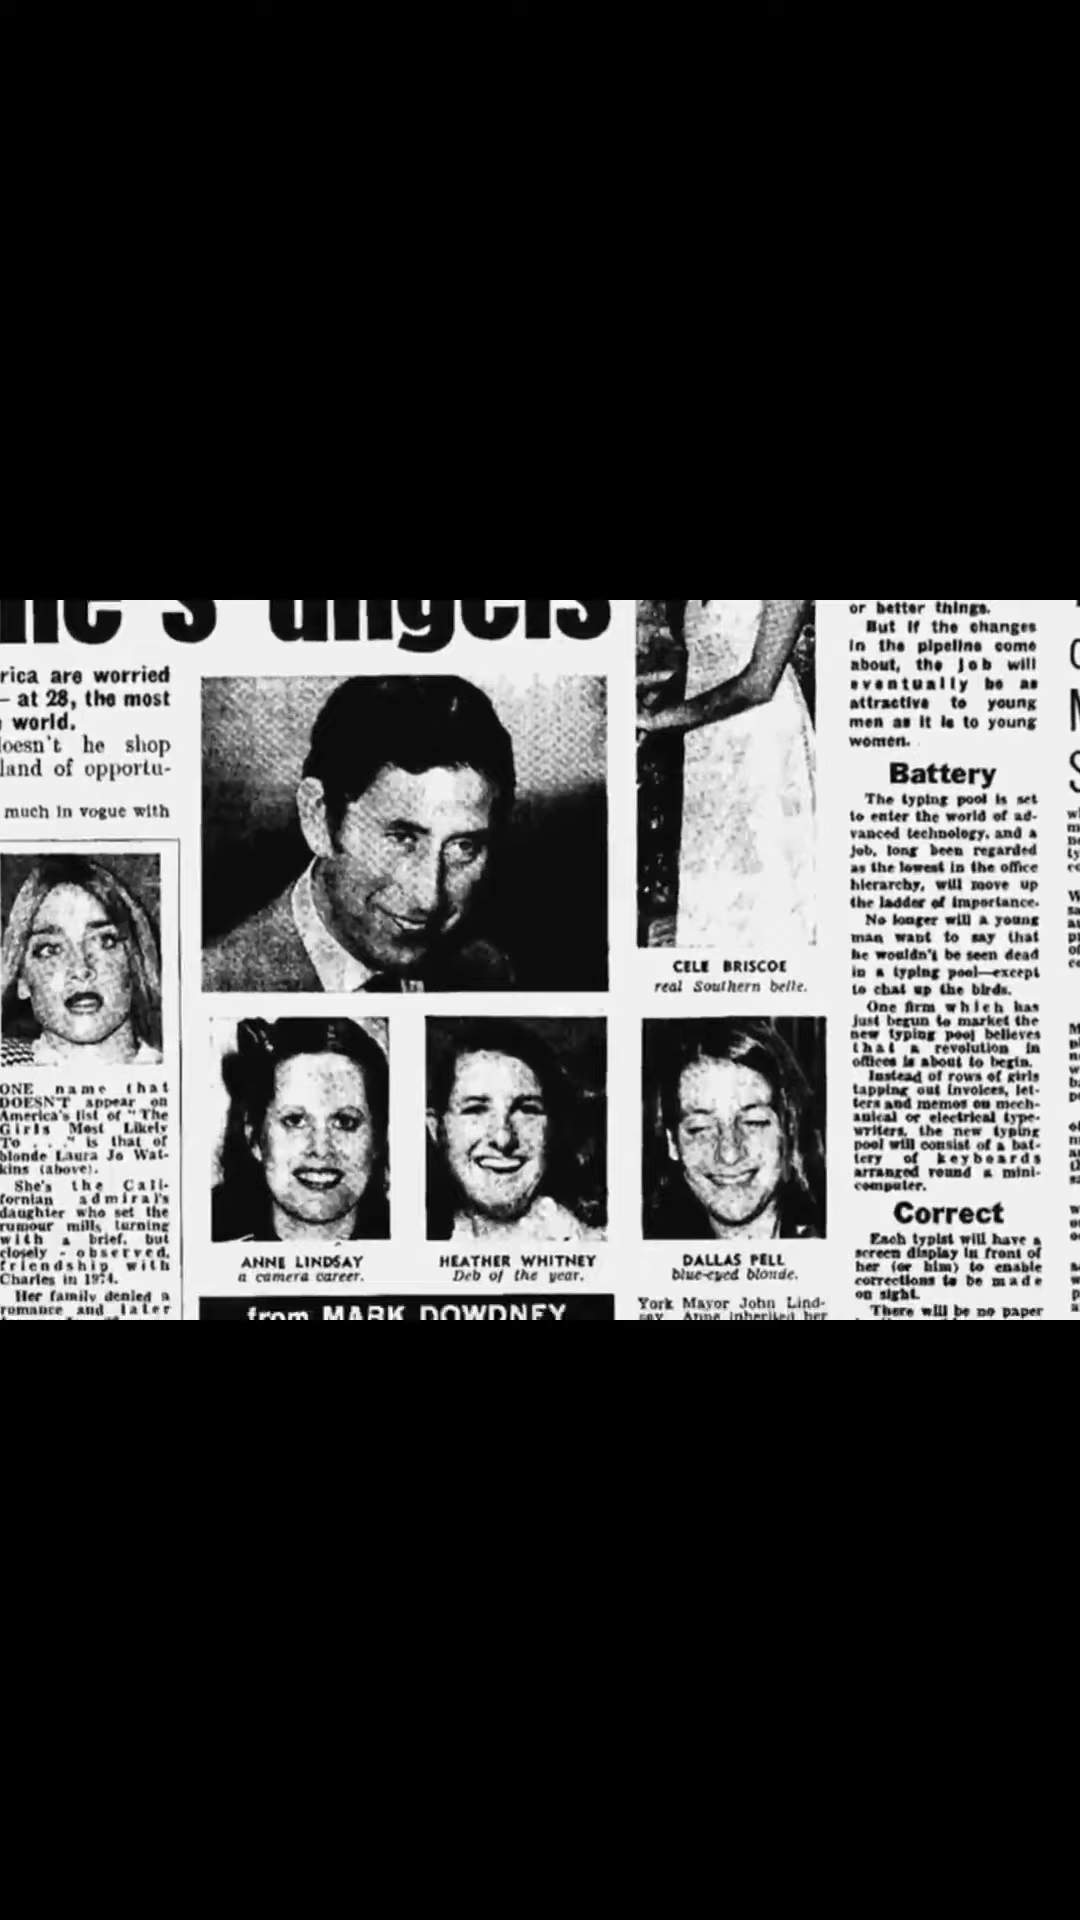 angels
rica are worried
— at 28, the most
world.
doesn't he shop
land of opportu-
much in vogue with
ONE name that
DOESN'T appear on
America's list of "The
Girls Most Likely
To . . ." is that of
blonde Laura Jo Wat-
kins (above).
She's the Cali-
fornian admiral's
daughter who set the
rumour mills turning
with a brief, but
closely - observed,
friendship with
Charles in 1974.
Her family denied a
romance and later
ANNE LINDSAY
a camera career.
HEATHER WHITNEY
Deb of the year.
from MARK DOWDNEY
CELE BRISCOE
real Southern belle.
DALLAS PELL
blue-eyed blonde.
York Mayor John Lind-
say. Anne inherited her
or better things.
But if the changes
in the pipeline come
about, the job will
eventually be as
attractive to young
men as it is to young
women.
Battery
The typing pool is set
to enter the world of ad-
vanced technology, and a
job, long been regarded
as the lowest in the office
hierarchy, will move up
the ladder of importance.
No longer will a young
man want to say that
he wouldn't be seen dead
in a typing pool—except
to chat up the birds.
One firm which has
just begun to market the
new typing pool believes
that a revolution in
offices is about to begin.
Instead of rows of girls
tapping out invoices, let-
ters and memos on mech-
anical or electrical type-
writers, the new typing
pool will consist of a bat-
tery of keyboards
arranged round a mini-
computer.
Correct
Each typist will have a
screen display in front of
her (or him) to enable
corrections to be made
on sight.
There will be no paper